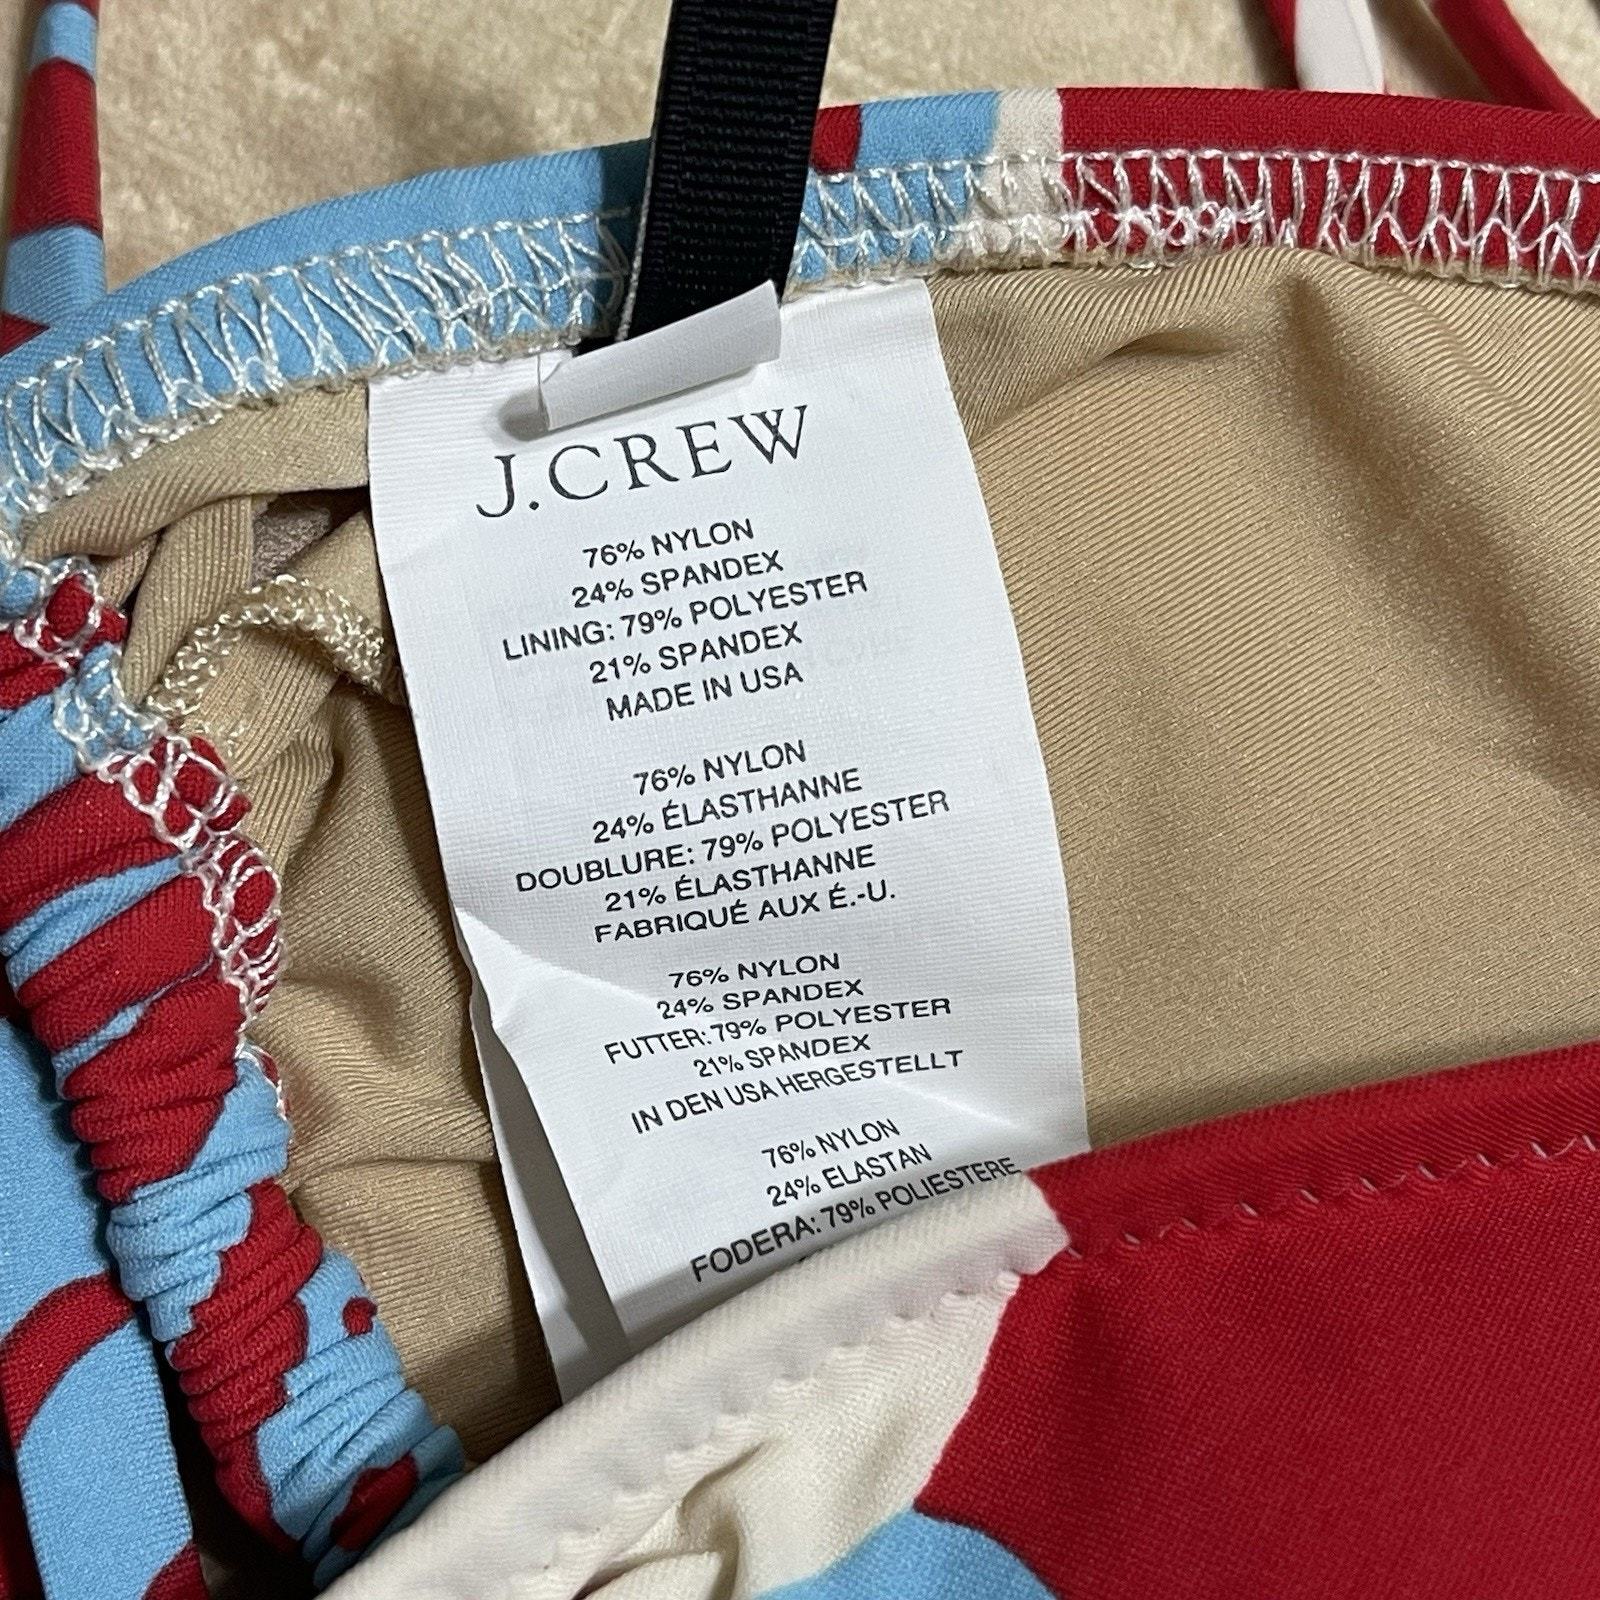 J.CREW
76% NYLON
24% SPANDEX
LINING: 79% POLYESTER
21% SPANDEX
MADE IN USA
76% NYLON
24% ÉLASTHANNE
DOUBLURE: 79% POLYESTER
21% ÉLASTHANNE
FABRIQUÉ AUX É.-U.
76% NYLON
24% SPANDEX
FUTTER: 79% POLYESTER
21% SPANDEX
IN DEN USA HERGESTELLT
76% NYLON
24% ELASTAN
FODERA: 79% POLIESTERE